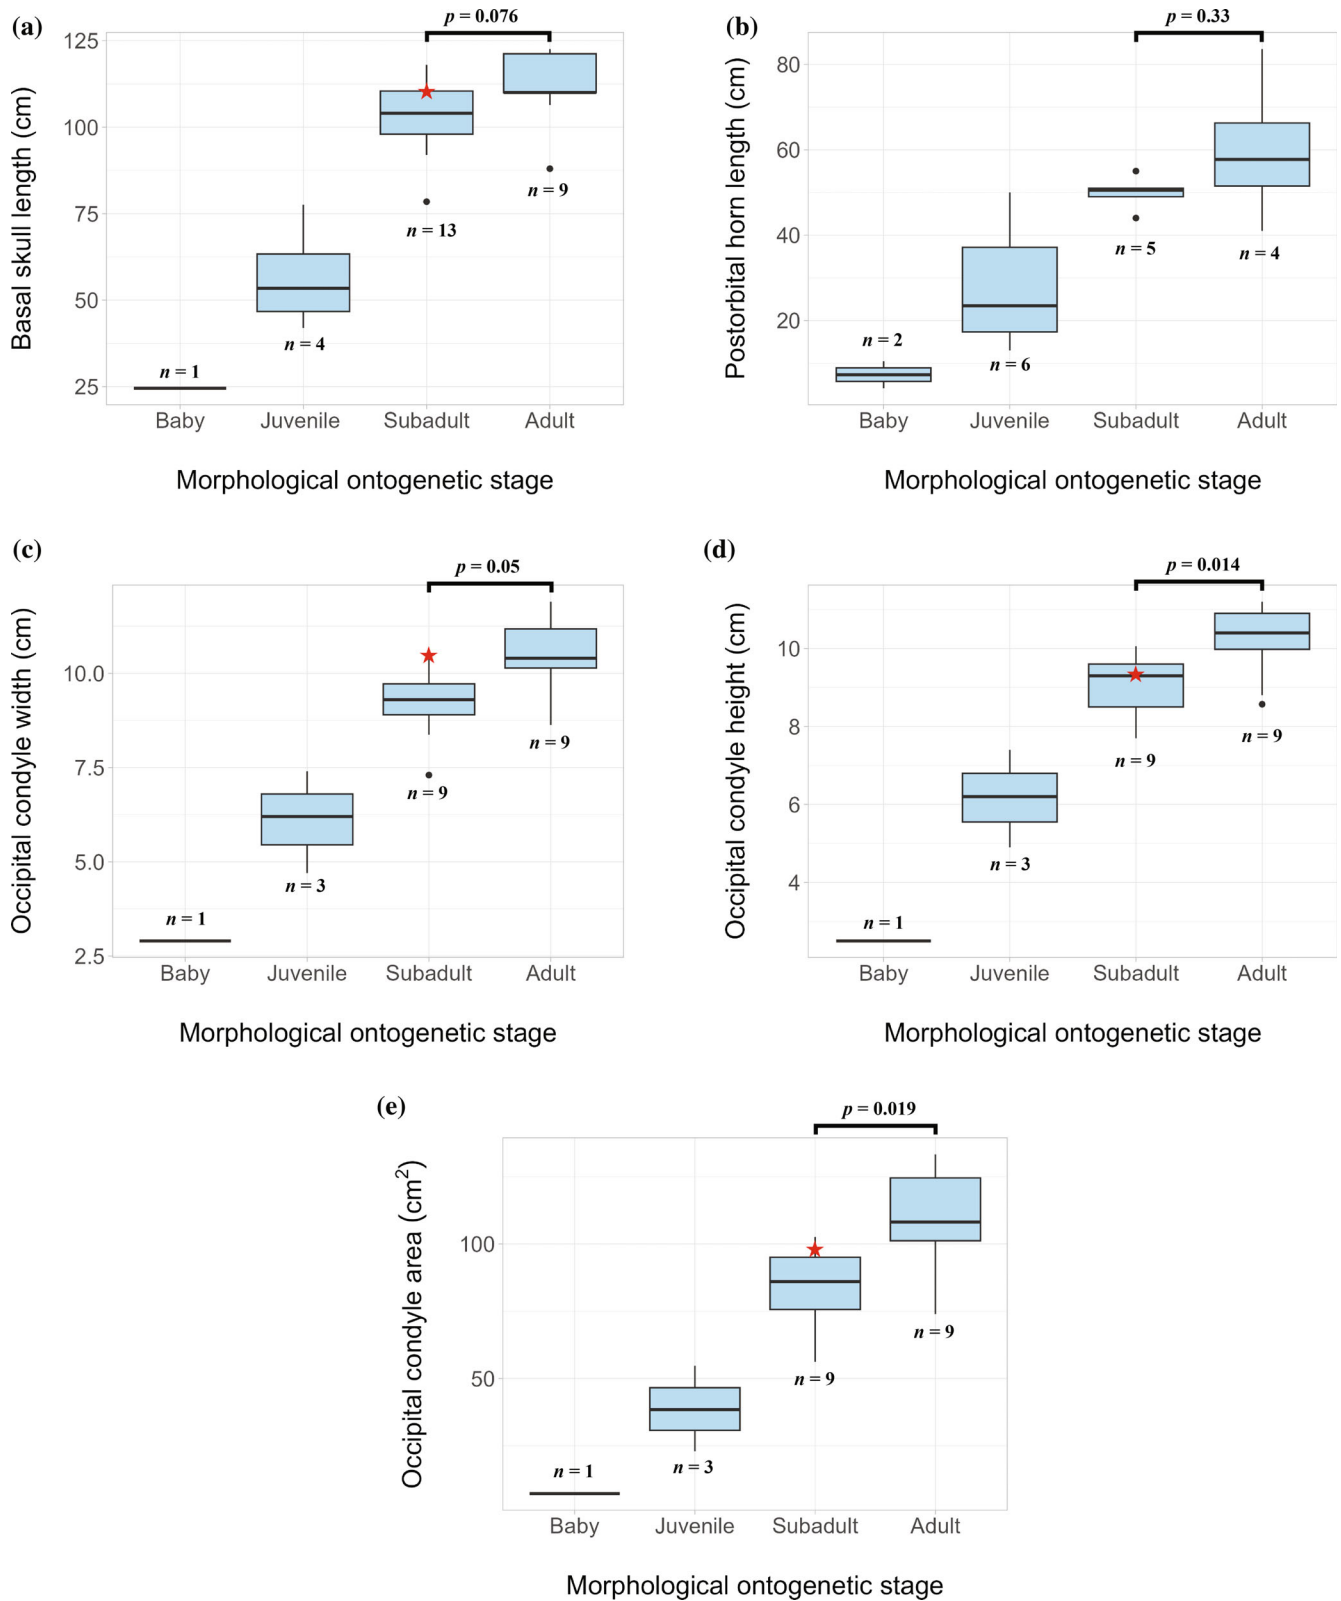 (a)
p = 0.076
125
100
75
50
25
Basal skull length (cm)
n = 1
n = 4
n = 13
n = 9
Baby Juvenile Subadult Adult
Morphological ontogenetic stage
(b)
p = 0.33
80
60
40
20
Postorbital horn length (cm)
n = 2
n = 6
n = 5
n = 4
Baby Juvenile Subadult Adult
Morphological ontogenetic stage
(c)
p = 0.05
10.0
7.5
5.0
2.5
Occipital condyle width (cm)
n = 1
n = 3
n = 9
n = 9
Baby Juvenile Subadult Adult
Morphological ontogenetic stage
(d)
p = 0.014
10
8
6
4
Occipital condyle height (cm)
n = 1
n = 3
n = 9
n = 9
Baby Juvenile Subadult Adult
Morphological ontogenetic stage
(e)
p = 0.019
100
50
Occipital condyle area (cm²)
n = 1
n = 3
n = 9
n = 9
Baby Juvenile Subadult Adult
Morphological ontogenetic stage